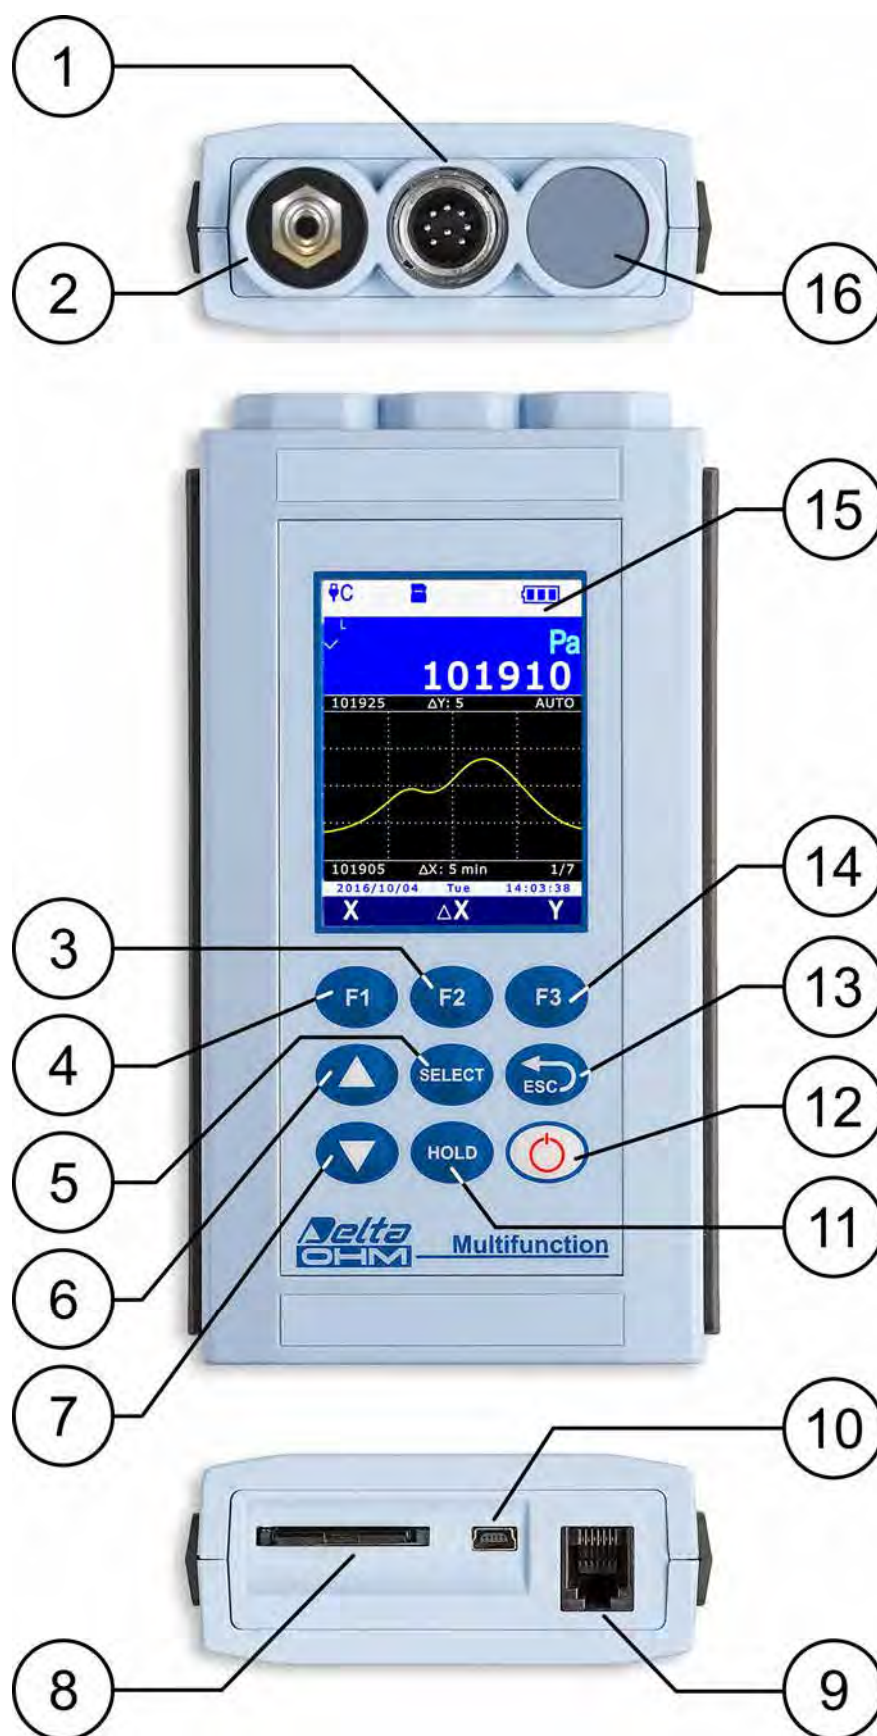 1
2
16
15
C
L
Pa
101910
101925 ΔY: 5 AUTO
101905 ΔX: 5 min 1/7
2016/10/04 Tue 14:03:38
X ΔX Y
3
14
F1 F2 F3
13
4
SELECT
ESC
12
5
HOLD
11
Delta
OHM Multifunction
6
7
10
8
9